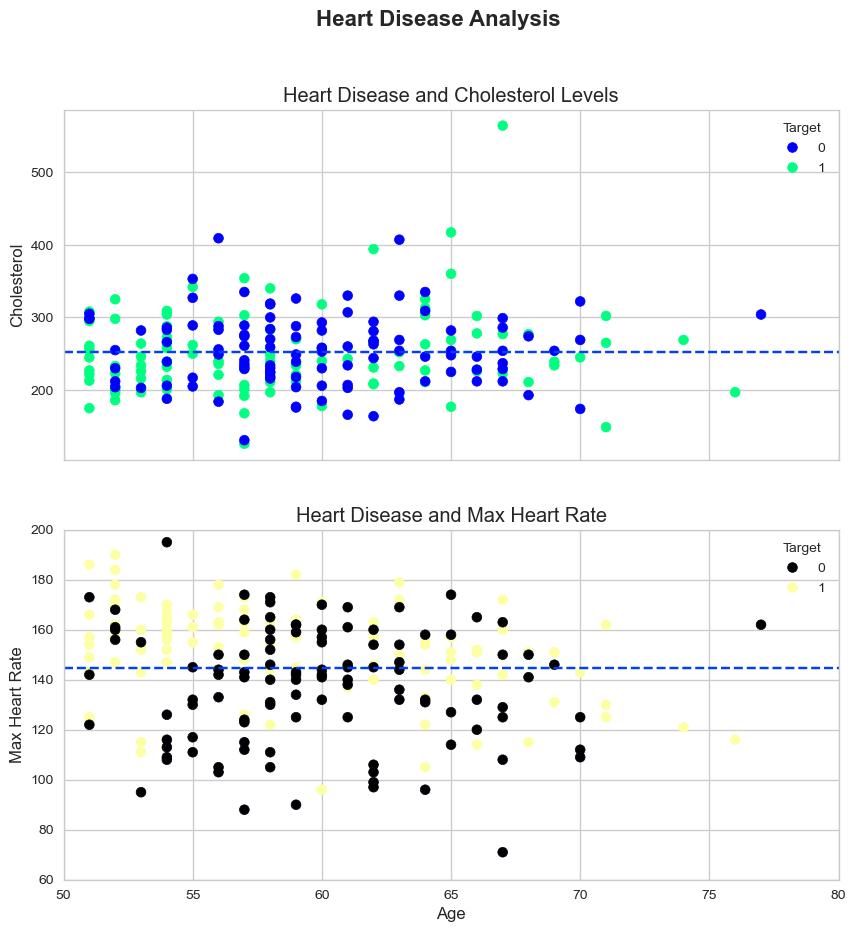 Heart Disease Analysis
Heart Disease and Cholesterol Levels
Target
0
1
500
400
300
200
Cholesterol
Heart Disease and Max Heart Rate
Target
0
1
200
180
160
140
120
100
80
60
Max Heart Rate
50 55 60 65 70 75 80
Age